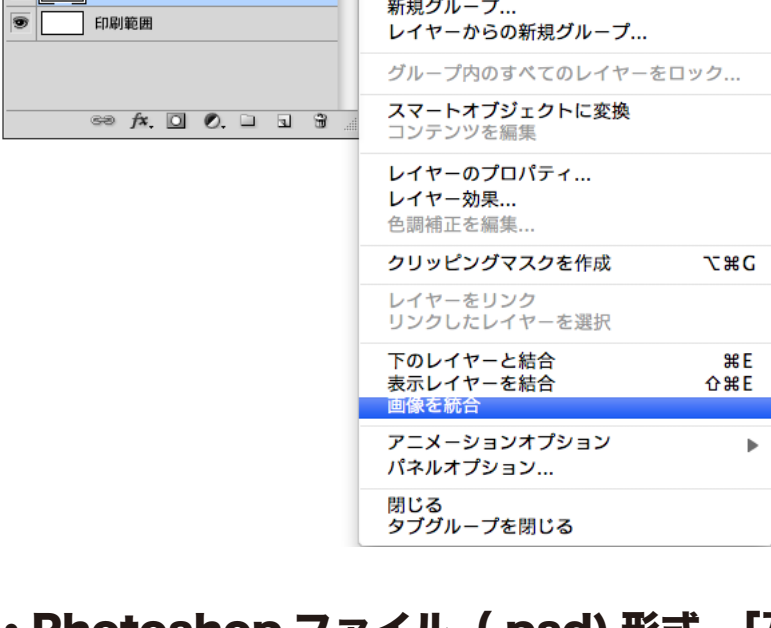 新規グループ...
印刷範囲
レイヤーからの新規グループ...
グループ内のすべてのレイヤーをロック...
スマートオブジェクトに変換
コンテンツを編集
fx.
レイヤーのプロパティ...
レイヤー効果...
色調補正を編集...
クリッピングマスクを作成 ⌥⌘G
レイヤーをリンク
リンクしたレイヤーを選択
下のレイヤーと結合 ⌘E
表示レイヤーを結合 ⇧⌘E
画像を統合
アニメーションオプション ▶
パネルオプション...
閉じる
タブグループを閉じる
・Photoshop ファイル（.psd) 形式、「